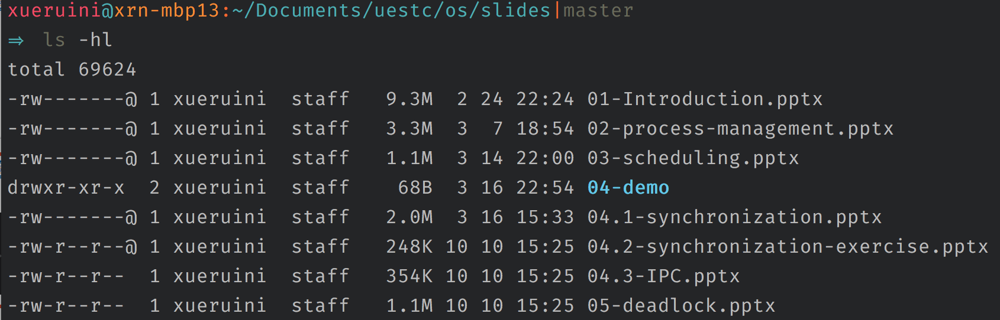 xueruini@xrn-mbp13:~/Documents/uestc/os/slides|master
⇒  ls -hl
total 69624
-rw-------@ 1 xueruini  staff   9.3M  2 24 22:24 01-Introduction.pptx
-rw-------@ 1 xueruini  staff   3.3M  3  7 18:54 02-process-management.pptx
-rw-------@ 1 xueruini  staff   1.1M  3 14 22:00 03-scheduling.pptx
drwxr-xr-x  2 xueruini  staff    68B  3 16 22:54 04-demo
-rw-------@ 1 xueruini  staff   2.0M  3 16 15:33 04.1-synchronization.pptx
-rw-r--r--@ 1 xueruini  staff   248K 10 10 15:25 04.2-synchronization-exercise.pptx
-rw-r--r--  1 xueruini  staff   354K 10 10 15:25 04.3-IPC.pptx
-rw-r--r--  1 xueruini  staff   1.1M 10 10 15:25 05-deadlock.pptx